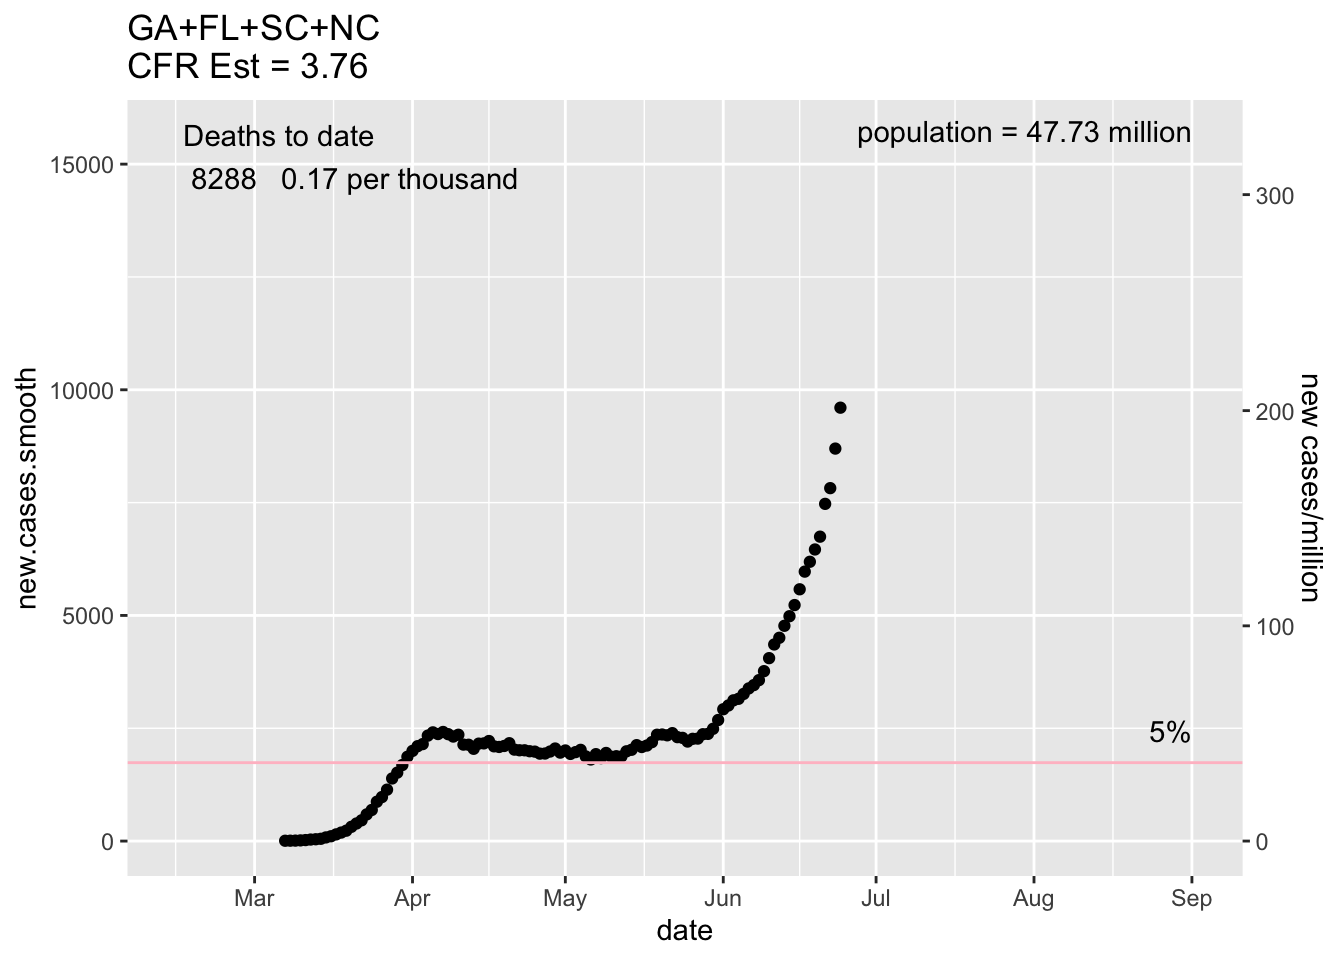 GA+FL+SC+NC
CFR Est = 3.76
Deaths to date
8288 0.17 per thousand
population = 47.73 million
15000
10000
5000
0
new.cases.smooth
300
200
100
0
new cases/million
5%
Mar Apr May Jun Jul Aug Sep
date